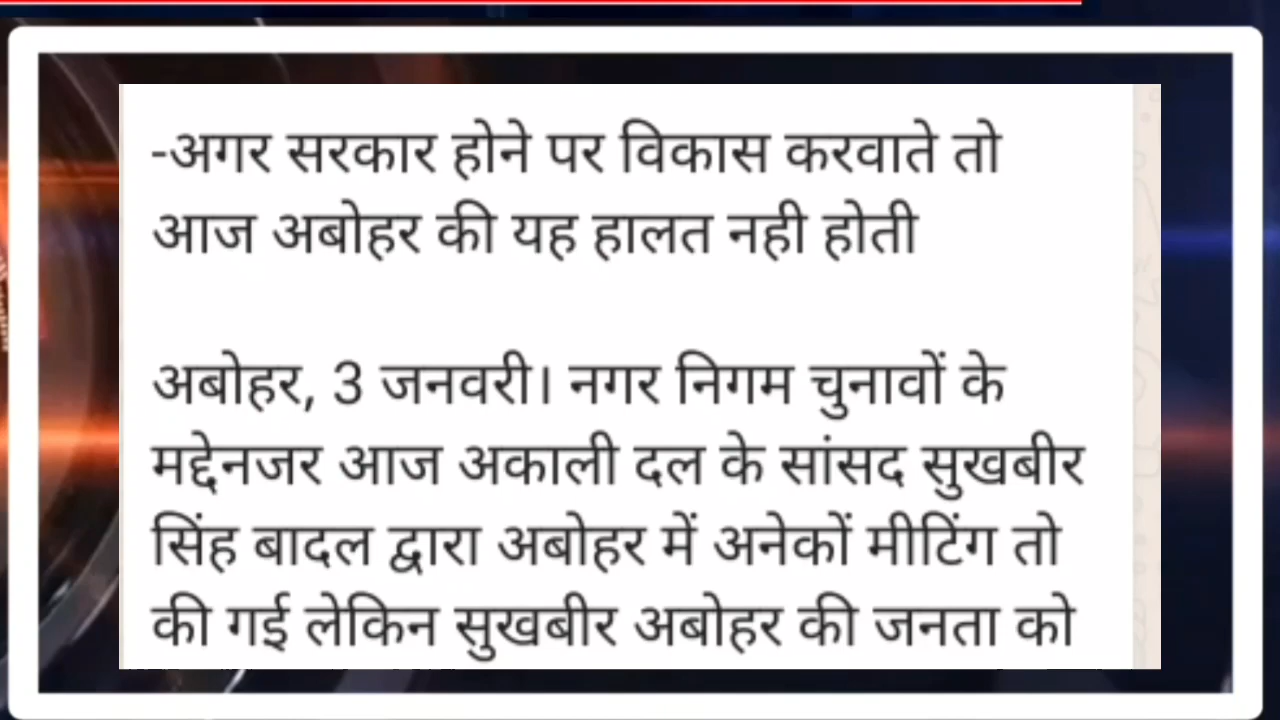 -अगर सरकार होने पर विकास करवाते तो
आज अबोहर की यह हालत नही होती
अबोहर, 3 जनवरी। नगर निगम चुनावों के
मद्देनजर आज अकाली दल के सांसद सुखबीर
सिंह बादल द्वारा अबोहर में अनेकों मीटिंग तो
की गई लेकिन सुखबीर अबोहर की जनता को